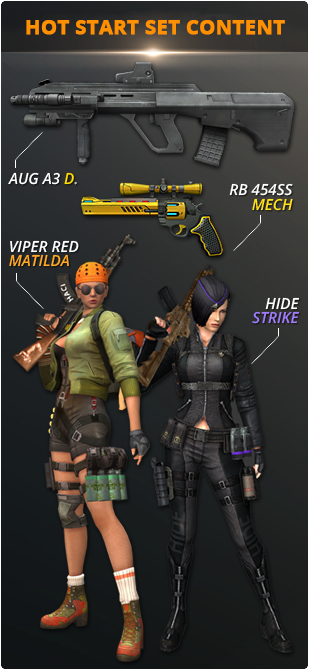 HOT START SET CONTENT
AUG A3 D.
RB 454SS
MECH
VIPER RED
MATILDA
HIDE
STRIKE